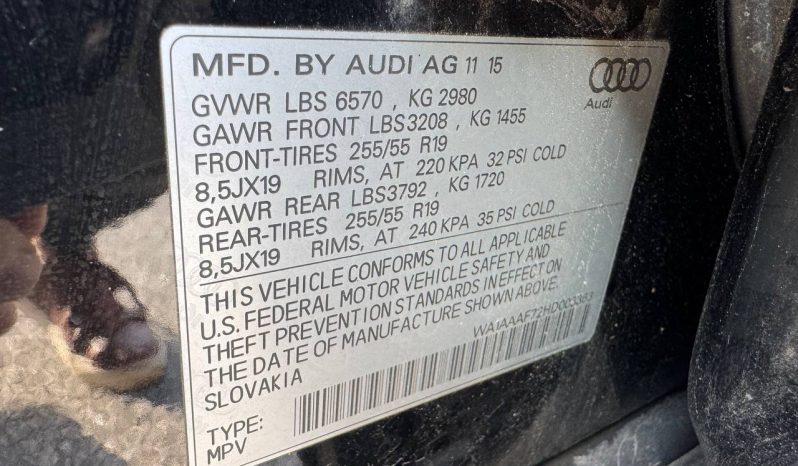 MFD. BY AUDI AG 11 15
GVWR LBS 6570 , KG 2980
GAWR FRONT LBS3208 , KG 1455
FRONT-TIRES 255/55 R19
8,5JX19 RIMS, AT 220 KPA 32 PSI COLD
GAWR REAR LBS3792 , KG 1720
REAR-TIRES 255/55 R19
8,5JX19 RIMS, AT 240 KPA 35 PSI COLD
Audi
THIS VEHICLE CONFORMS TO ALL APPLICABLE
U.S. FEDERAL MOTOR VEHICLE SAFETY AND
THEFT PREVENTION STANDARDS IN EFFECT ON
THE DATE OF MANUFACTURE SHOWN ABOVE.
SLOVAKIA
WA1AAAF72HD003363
TYPE:
MPV